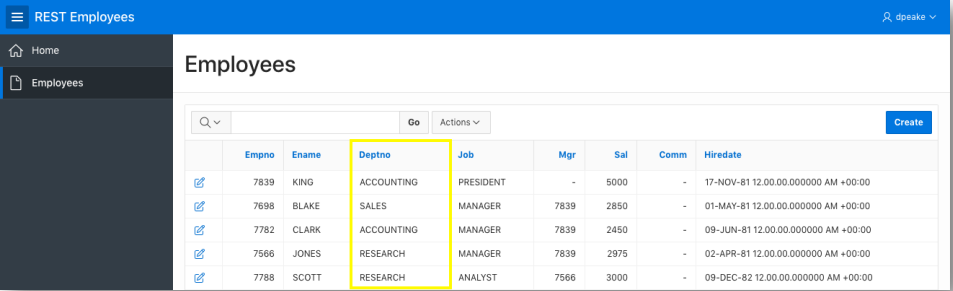 REST Employees
dpeake
Home
Employees
Employees
Go Actions Create
Empno Ename Deptno Job Mgr Sal Comm Hiredate
7839 KING ACCOUNTING PRESIDENT - 5000 - 17-NOV-81 12.00.00.000000 AM +00:00
7698 BLAKE SALES MANAGER 7839 2850 - 01-MAY-81 12.00.00.000000 AM +00:00
7782 CLARK ACCOUNTING MANAGER 7839 2450 - 09-JUN-81 12.00.00.000000 AM +00:00
7566 JONES RESEARCH MANAGER 7839 2975 - 02-APR-81 12.00.00.000000 AM +00:00
7788 SCOTT RESEARCH ANALYST 7566 3000 - 09-DEC-82 12.00.00.000000 AM +00:00